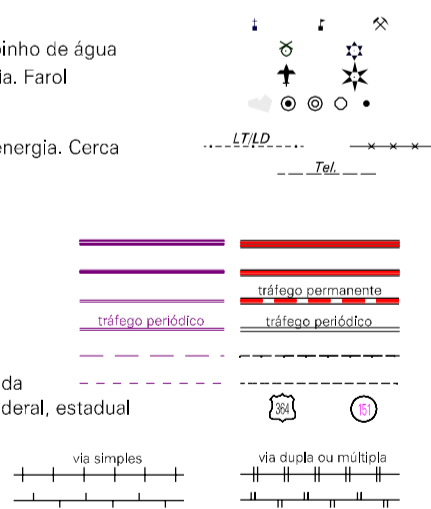 pinho de água
ia. Farol
energia. Cerca
LT/LD
Tel.
tráfego permanente
tráfego periódico
tráfego periódico
da
deral, estadual
364
151
via simples
via dupla ou múltipla